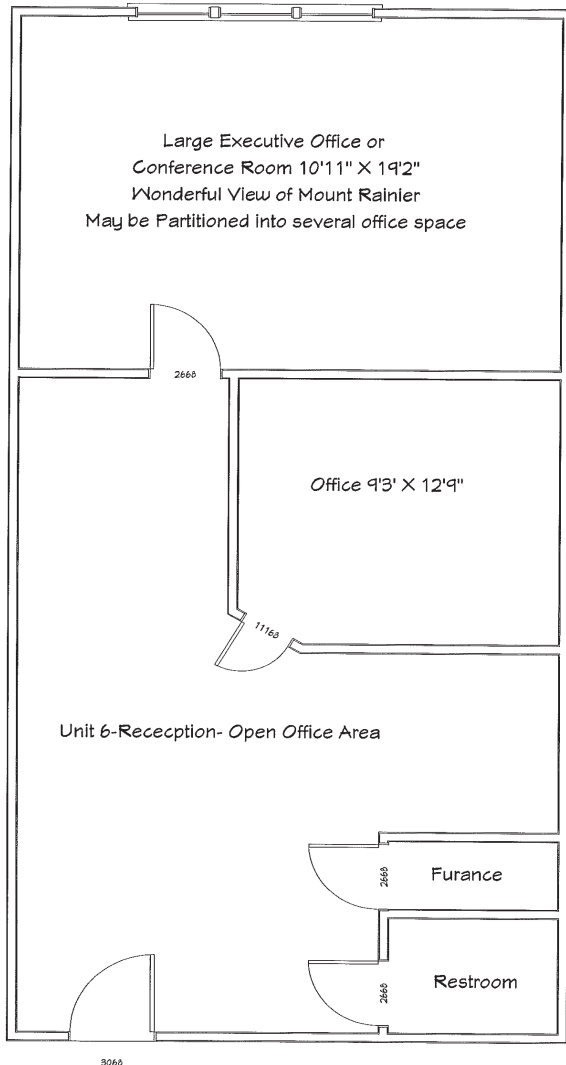 Large Executive Office or
Conference Room 10'11" X 19'2"
Wonderful View of Mount Rainier
May be Partitioned into several office space
2668
Office 9'3' X 12'9"
11168
Unit 6-Rececption- Open Office Area
2668
Furance
2668
Restroom
3068